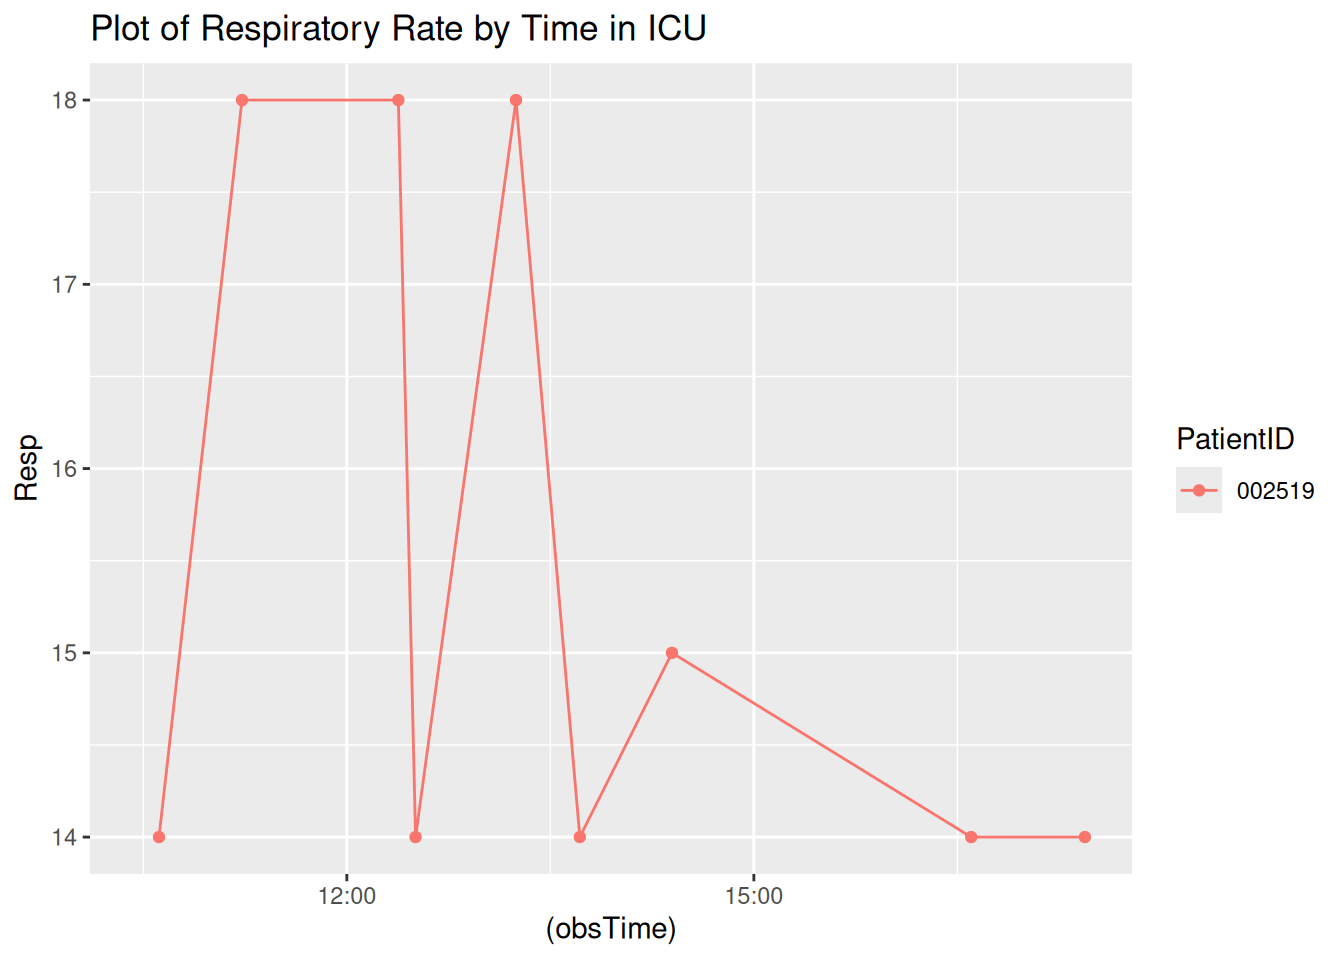 Plot of Respiratory Rate by Time in ICU
18
17
16
15
14
Resp
12:00
15:00
(obsTime)
PatientID
002519